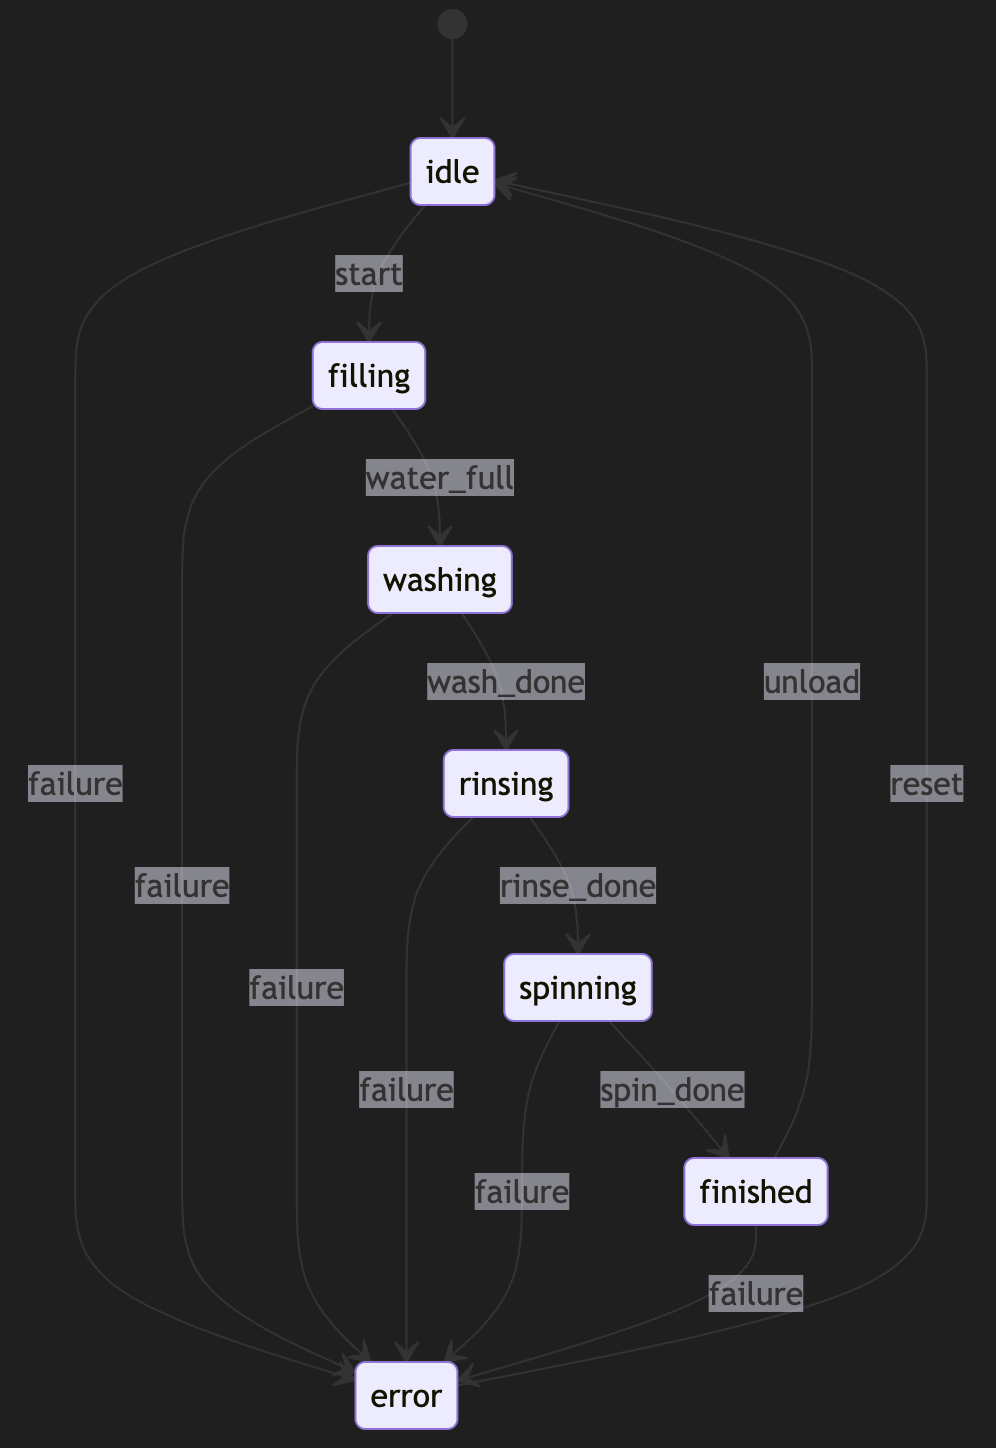 idle
start
filling
water_full
washing
wash_done
unload
rinsing
failure
reset
failure
rinse_done
failure
spinning
failure
spin_done
failure
finished
failure
error